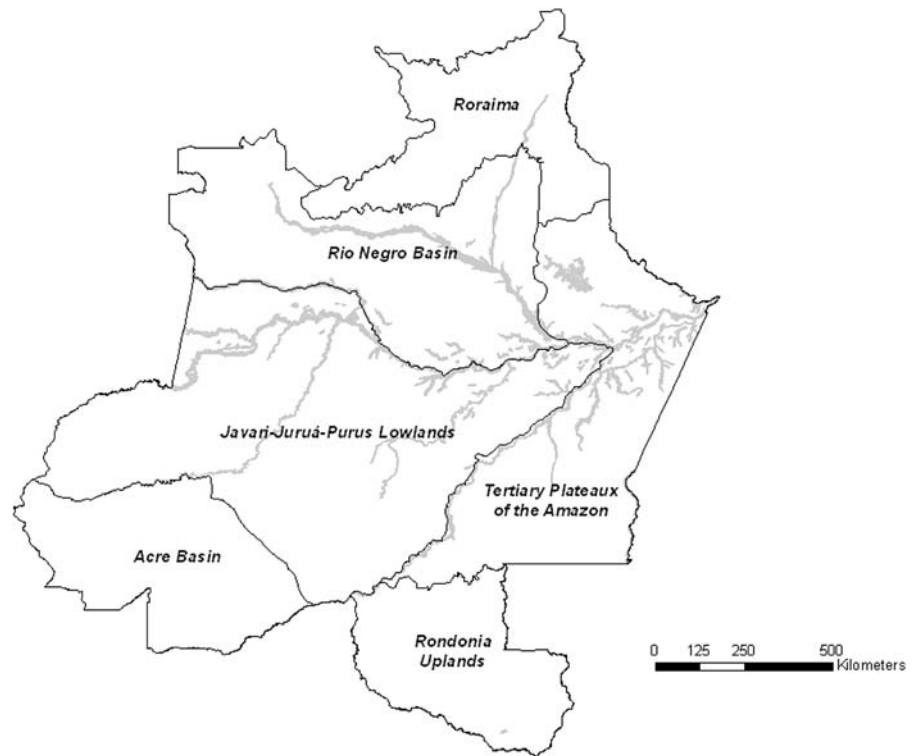 Roraima
Rio Negro Basin
Javari-Juruá-Purus Lowlands
Tertiary Plateaux
of the Amazon
Acre Basin
Rondonia
Uplands
0 125 250 500
Kilometers